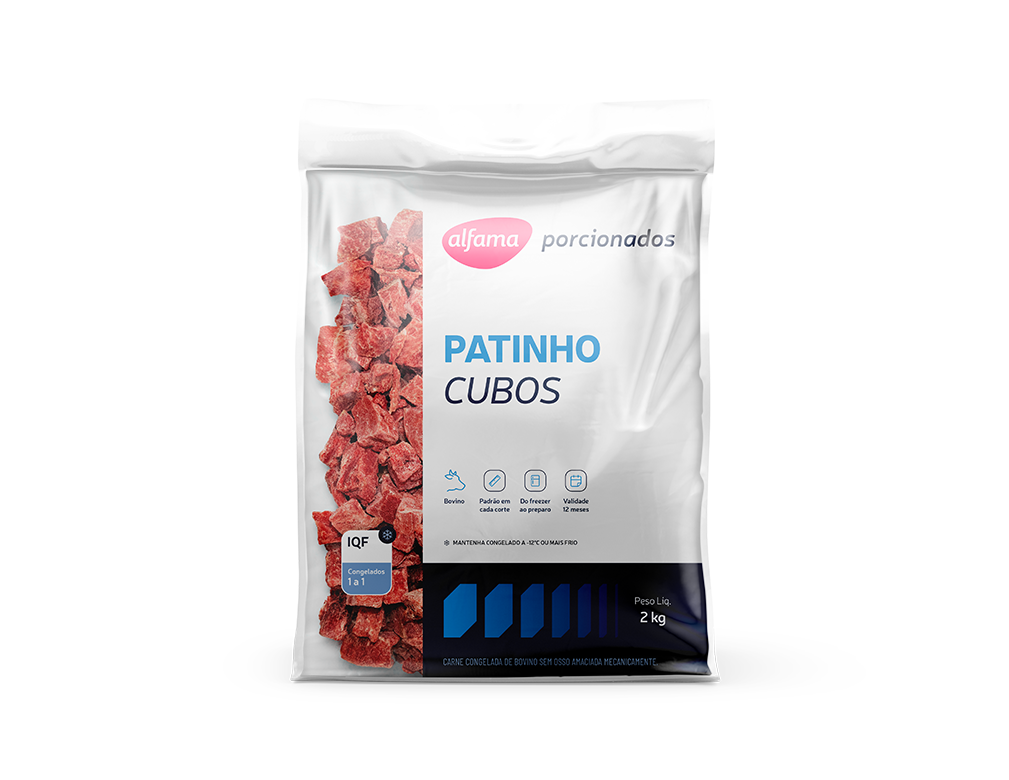 alfama porcionados
PATINHO
CUBOS
Bovino
Padrão em
cada corte
Do freezer
ao preparo
Validade
12 meses
MANTENHA CONGELADO A -12°C OU MAIS FRIO
IQF
Congelados
1 a 1
Peso Liq.
2 kg
CARNE CONGELADA DE BOVINO SEM OSSO AMACIADA MECANICAMENTE